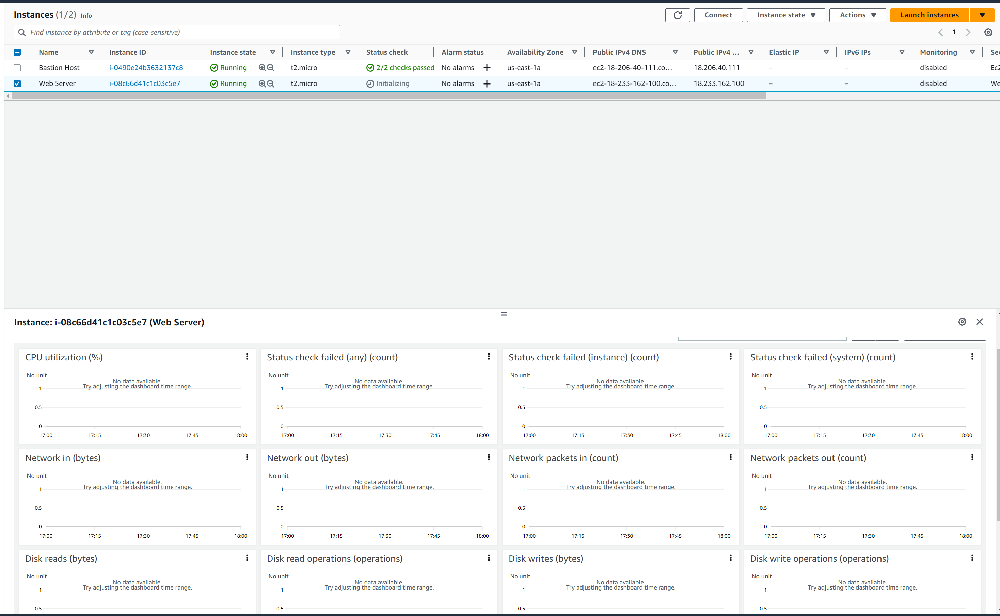 Instances (1/2) Info
Connect
Instance state
Actions
Launch instances
Find instance by attribute or tag (case-sensitive)
1
Name Instance ID Instance state Instance type Status check Alarm status Availability Zone Public IPv4 DNS Public IPv4 ... Elastic IP IPv6 IPs Monitoring Sec
Bastion Host i-0490e24b3632137c8 Running t2.micro 2/2 checks passed No alarms us-east-1a ec2-18-206-40-111.co... 18.206.40.111 – – disabled Ec2
Web Server i-08c66d41c1c03c5e7 Running t2.micro Initializing No alarms us-east-1a ec2-18-233-162-100.co... 18.233.162.100 – – disabled We
Instance: i-08c66d41c1c03c5e7 (Web Server)
CPU utilization (%)
No unit
No data available.
Try adjusting the dashboard time range.
1
0.5
0
17:00 17:15 17:30 17:45 18:00
Status check failed (any) (count)
No unit
No data available.
Try adjusting the dashboard time range.
1
0.5
0
17:00 17:15 17:30 17:45 18:00
Status check failed (instance) (count)
No unit
No data available.
Try adjusting the dashboard time range.
1
0.5
0
17:00 17:15 17:30 17:45 18:00
Status check failed (system) (count)
No unit
No data available.
Try adjusting the dashboard time range.
1
0.5
0
17:00 17:15 17:30 17:45 18:00
Network in (bytes)
No unit
No data available.
Try adjusting the dashboard time range.
1
0.5
0
17:00 17:15 17:30 17:45 18:00
Network out (bytes)
No unit
No data available.
Try adjusting the dashboard time range.
1
0.5
0
17:00 17:15 17:30 17:45 18:00
Network packets in (count)
No unit
No data available.
Try adjusting the dashboard time range.
1
0.5
0
17:00 17:15 17:30 17:45 18:00
Network packets out (count)
No unit
No data available.
Try adjusting the dashboard time range.
1
0.5
0
17:00 17:15 17:30 17:45 18:00
Disk reads (bytes)
No unit
No data available.
Try adjusting the dashboard time range.
1
0.5
Disk read operations (operations)
No unit
No data available.
Try adjusting the dashboard time range.
1
0.5
Disk writes (bytes)
No unit
No data available.
Try adjusting the dashboard time range.
1
0.5
Disk write operations (operations)
No unit
No data available.
Try adjusting the dashboard time range.
1
0.5